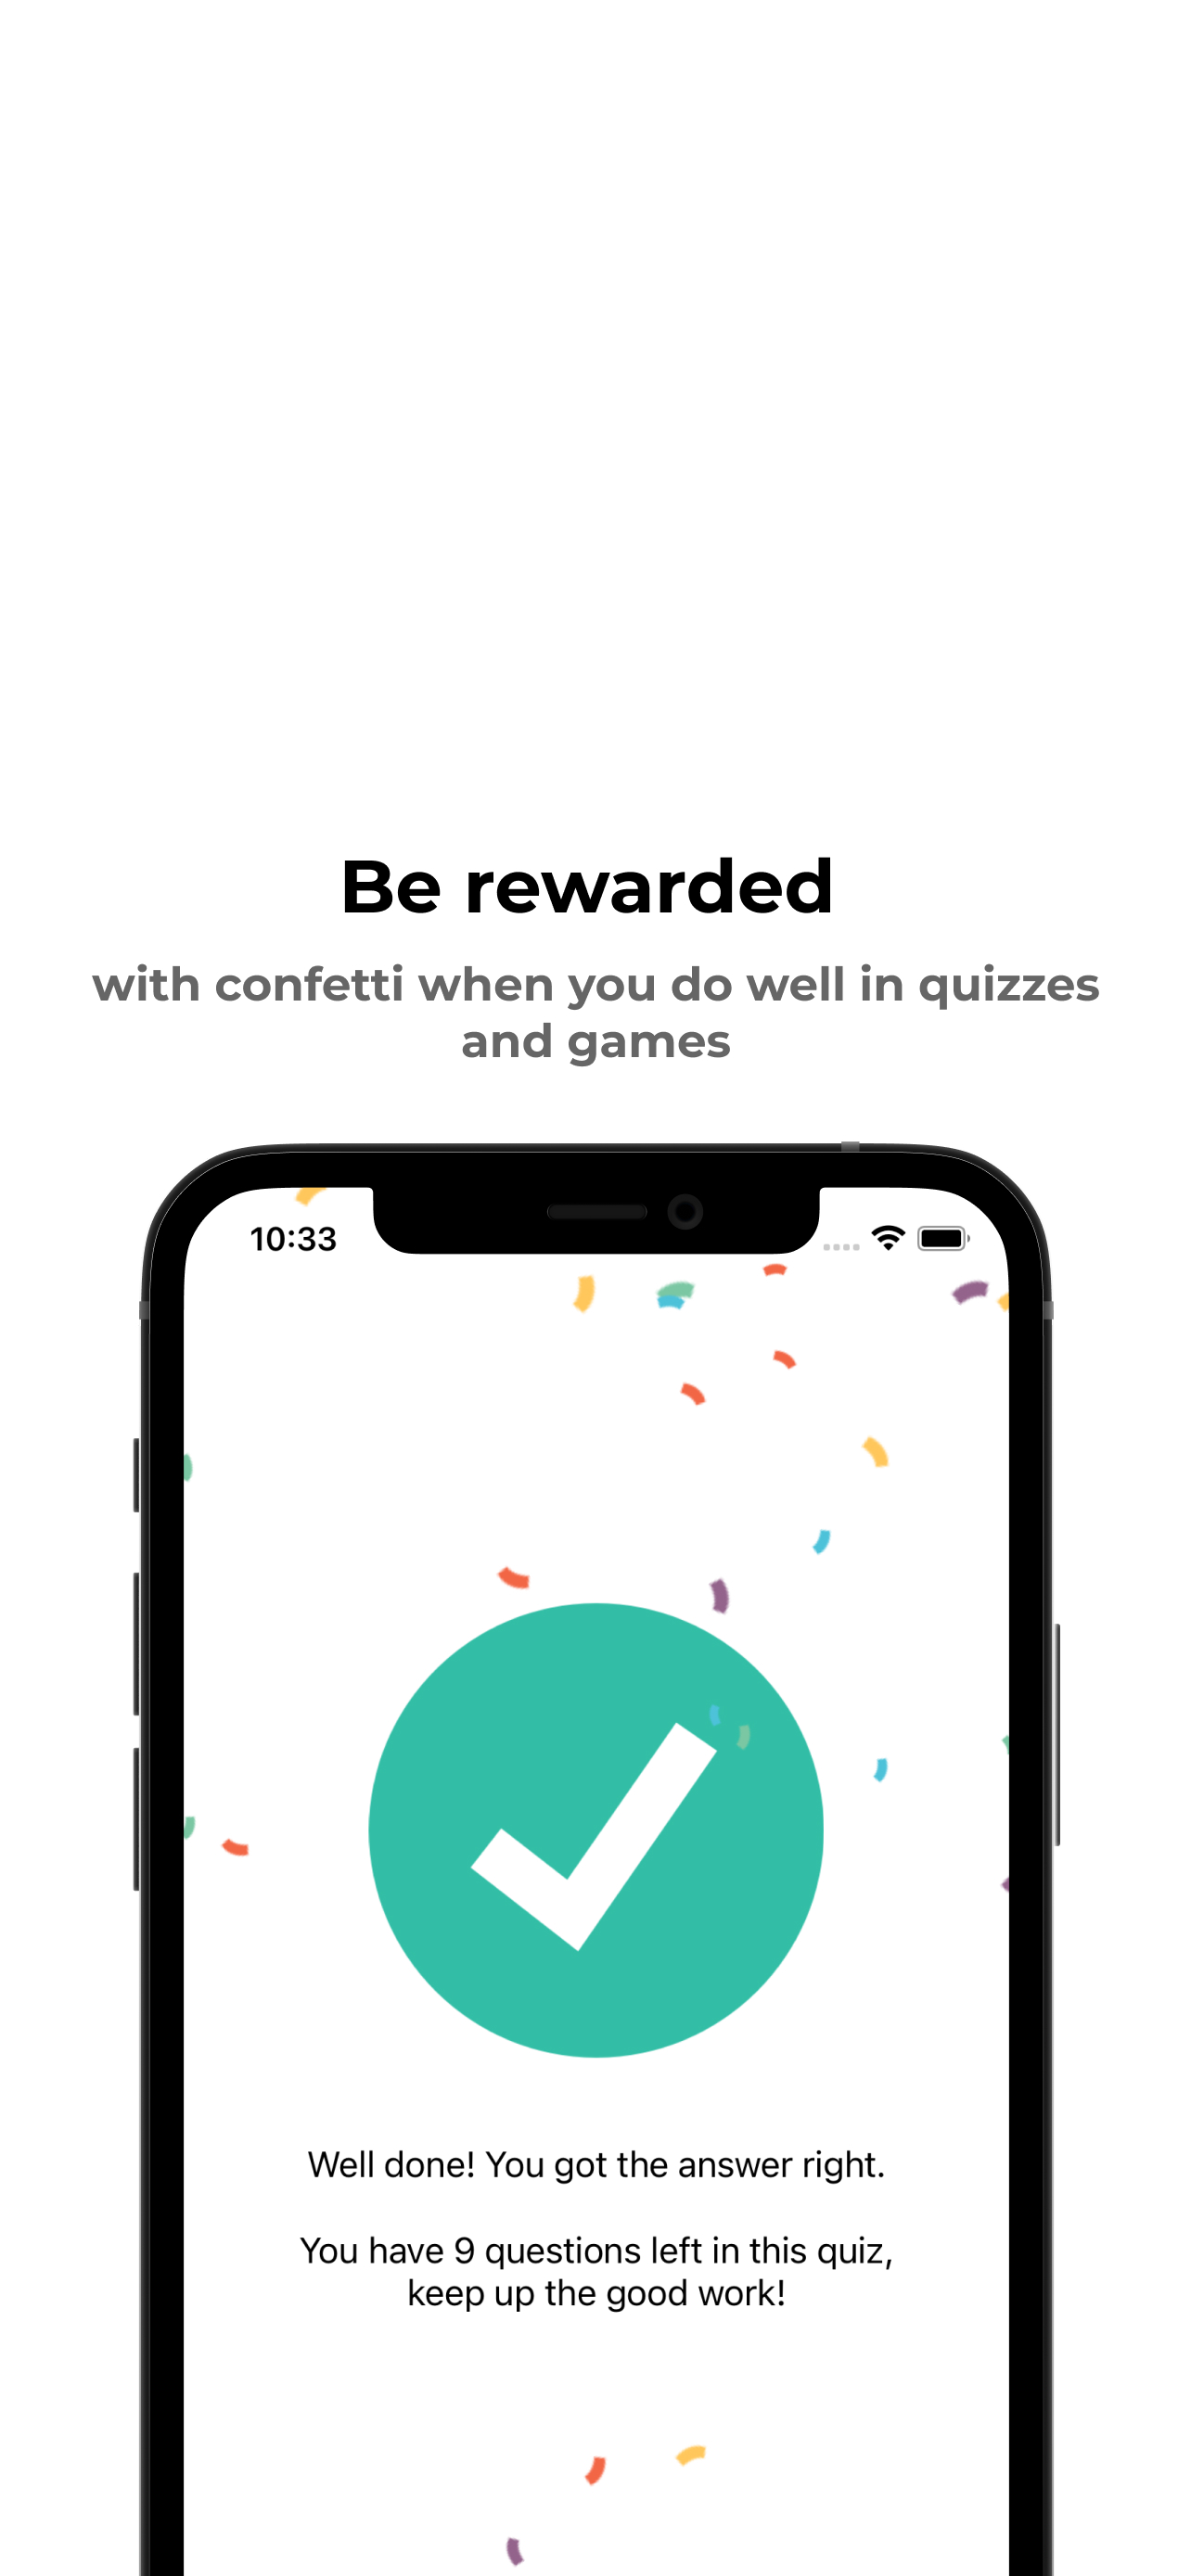 Be rewarded
with confetti when you do well in quizzes
and games
10:33
Well done! You got the answer right.
You have 9 questions left in this quiz,
keep up the good work!